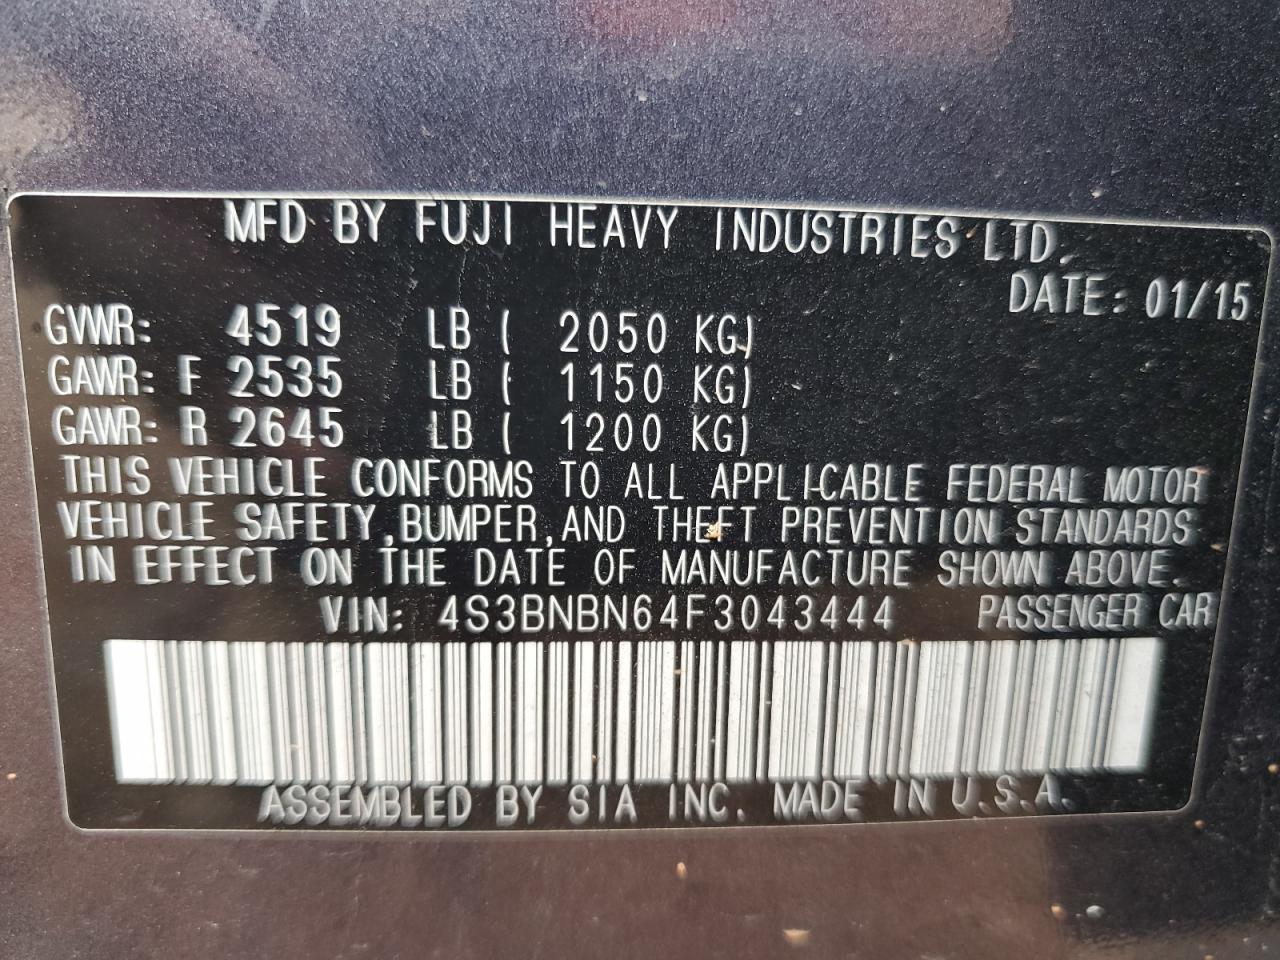 MFD BY FUJI HEAVY INDUSTRIES LTD.
DATE: 01/15
GVWR: 4519 LB ( 2050 KG)
GAWR: F 2535 LB ( 1150 KG)
GAWR: R 2645 LB ( 1200 KG)
THIS VEHICLE CONFORMS TO ALL APPLICABLE FEDERAL MOTOR
VEHICLE SAFETY, BUMPER, AND THEFT PREVENTION STANDARDS
IN EFFECT ON THE DATE OF MANUFACTURE SHOWN ABOVE.
VIN: 4S3BNBN64F3043444 PASSENGER CAR
ASSEMBLED BY SIA INC. MADE IN U.S.A.